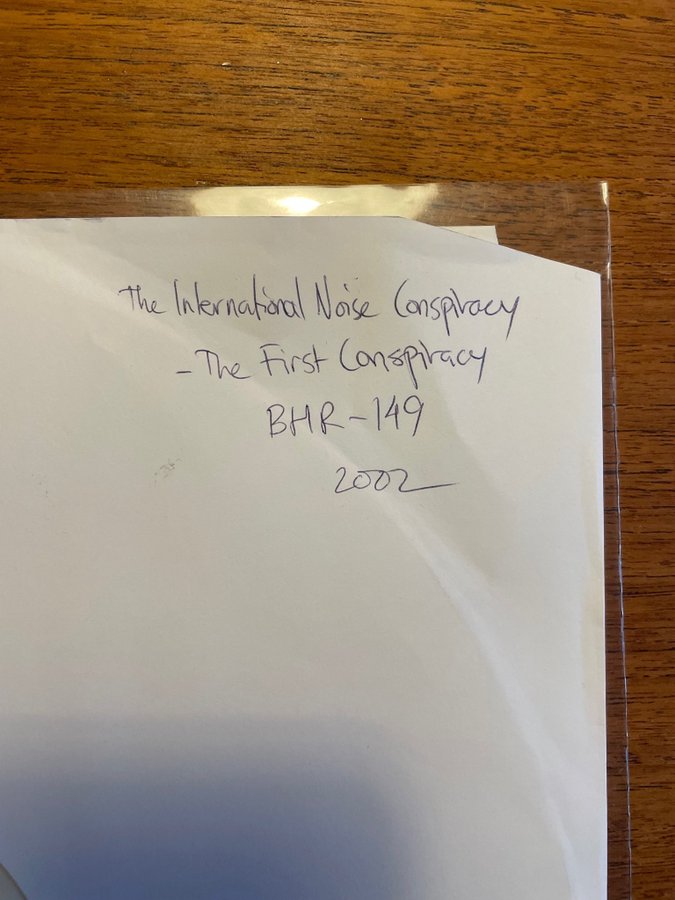 The International Noise Conspiracy
- The First Conspiracy
BHR-149
2002